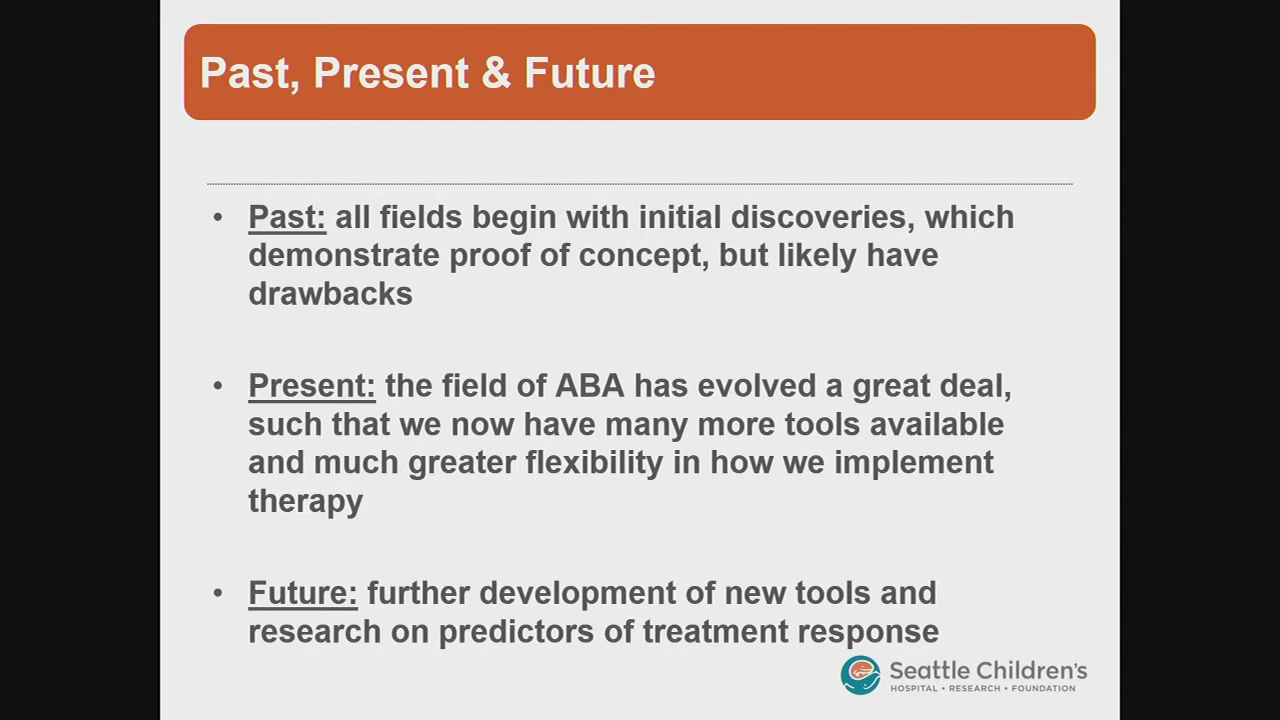 Past, Present & Future
• Past: all fields begin with initial discoveries, which
demonstrate proof of concept, but likely have
drawbacks
• Present: the field of ABA has evolved a great deal,
such that we now have many more tools available
and much greater flexibility in how we implement
therapy
• Future: further development of new tools and
research on predictors of treatment response
Seattle Children's
HOSPITAL • RESEARCH • FOUNDATION